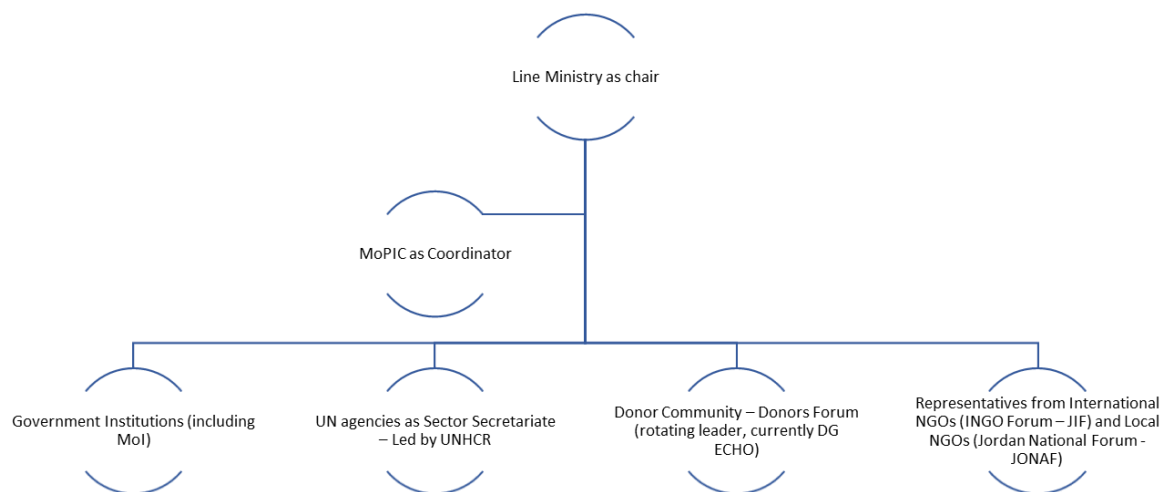 Line Ministry as chair
MoPIC as Coordinator
Government Institutions (including
MoI)
UN agencies as Sector Secretariate
– Led by UNHCR
Donor Community – Donors Forum
(rotating leader, currently DG
ECHO)
Representatives from International
NGOs (INGO Forum – JIF) and Local
NGOs (Jordan National Forum -
JONAF)